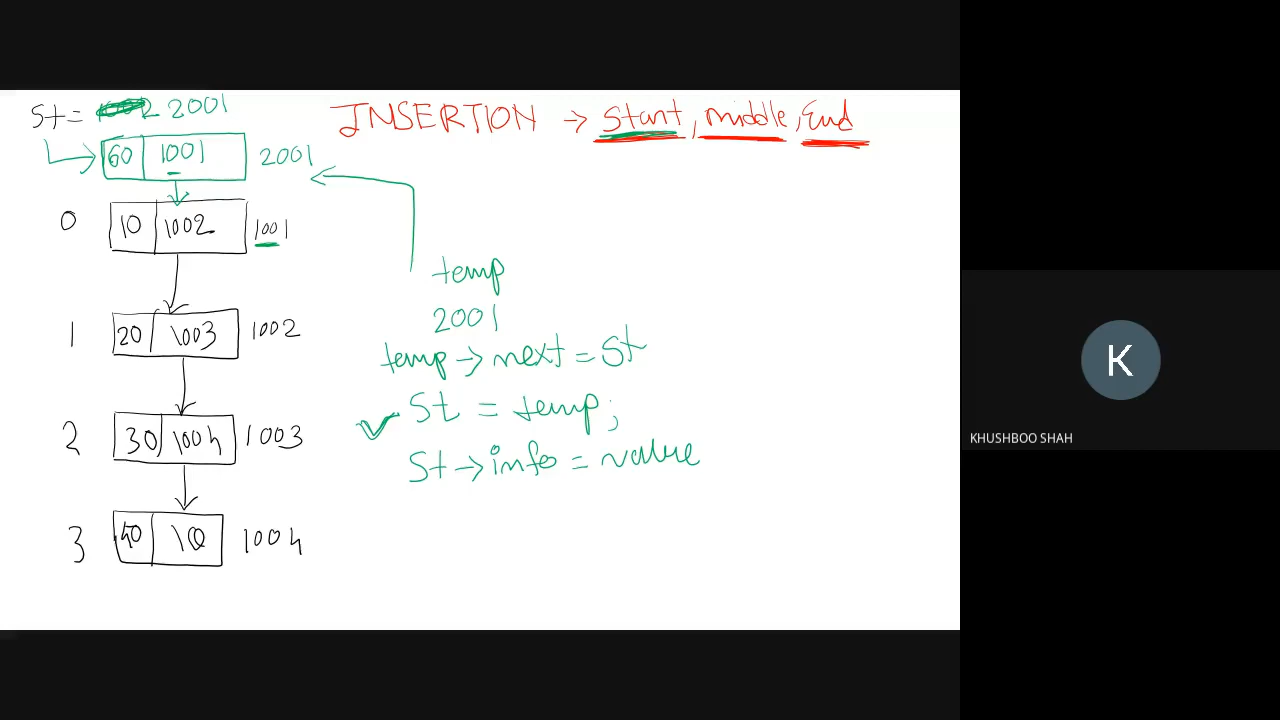 St= 2001
INSERTION → Start, middle, End
60 1001 2001
0 10 1002 1001
temp
2001
1 20 1003 1002
temp → next = St
St = temp;
2 30 1004 1003
St → info = value
3 40 \0 1004
K
KHUSHBOO SHAH